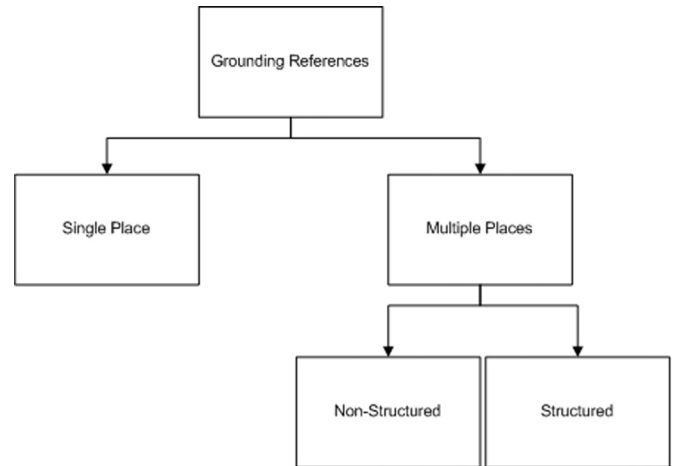 Grounding References
Single Place
Multiple Places
Non-Structured
Structured